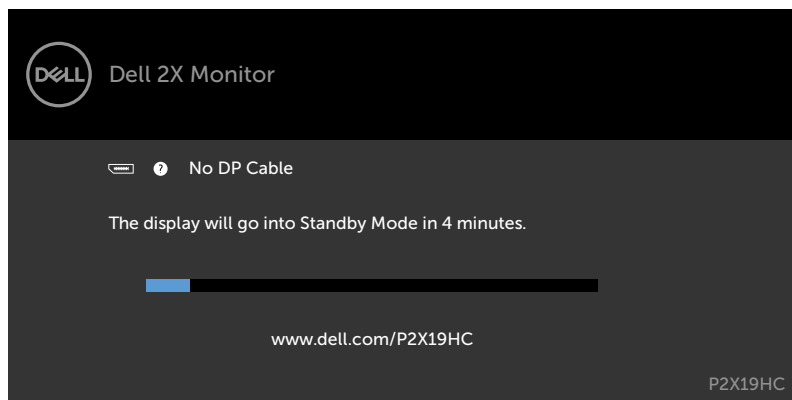 DELL
Dell 2X Monitor
? No DP Cable
The display will go into Standby Mode in 4 minutes.
www.dell.com/P2X19HC
P2X19HC